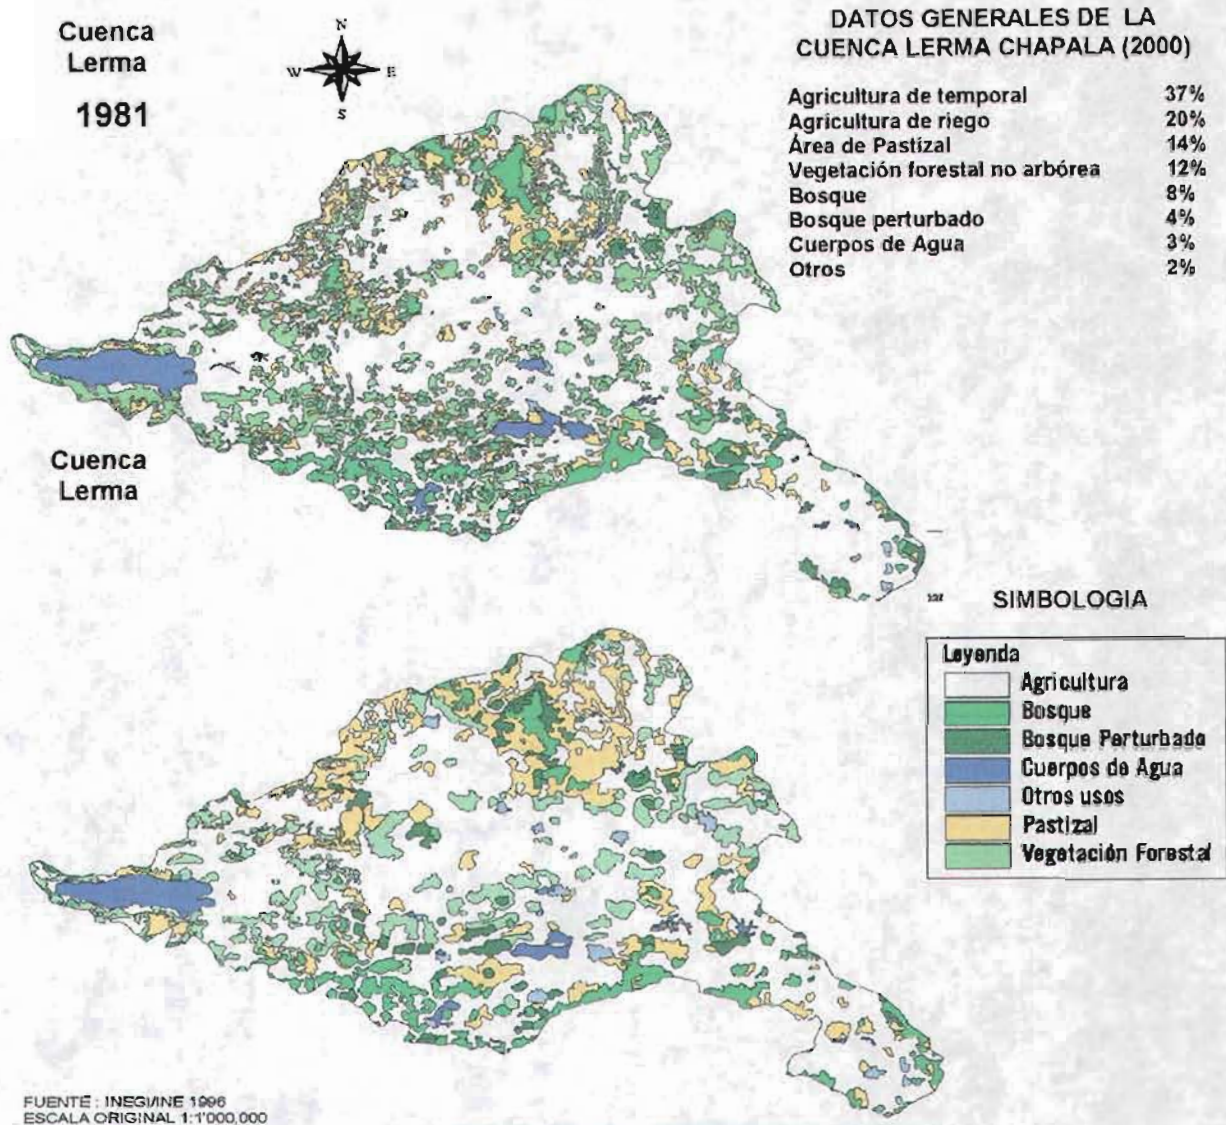 Cuenca
Lerma
1981
N
W E
S
DATOS GENERALES DE LA
CUENCA LERMA CHAPALA (2000)
Agricultura de temporal 37%
Agricultura de riego 20%
Área de Pastízal 14%
Vegetación forestal no arbórea 12%
Bosque 8%
Bosque perturbado 4%
Cuerpos de Agua 3%
Otros 2%
Cuenca
Lerma
SIMBOLOGIA
Leyenda
Agricultura
Bosque
Bosque Perturbado
Cuerpos de Agua
Otros usos
Pastizal
Vegetación Forestal
FUENTE : INEGI/INE 1996
ESCALA ORIGINAL 1:1'000,000